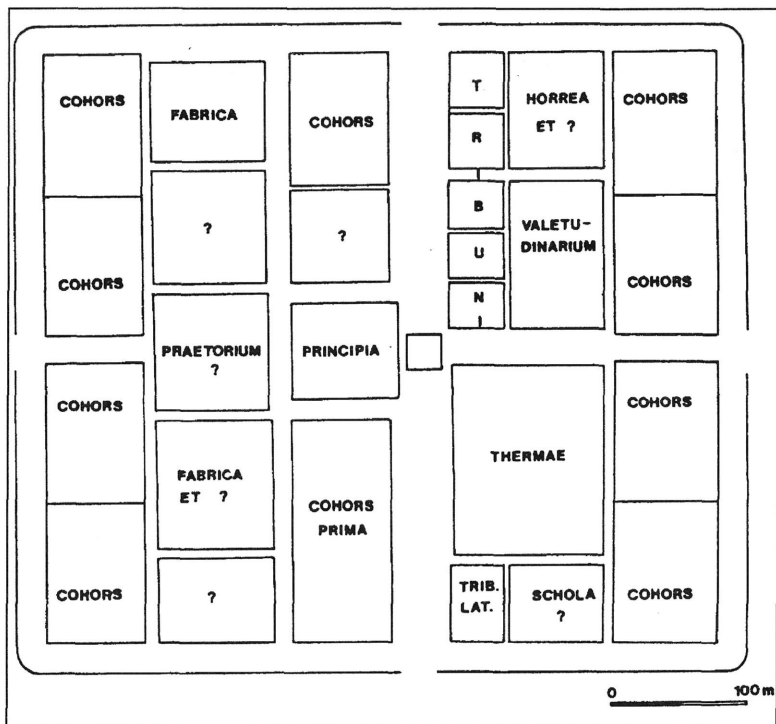 COHORS
FABRICA
COHORS
T
HORREA
ET ?
COHORS
R
?
?
B
VALETU-
DINARIUM
U
COHORS
COHORS
N
I
PRAETORIUM
?
PRINCIPIA
COHORS
COHORS
THERMAE
FABRICA
ET ?
COHORS
PRIMA
COHORS
?
TRIB.
LAT.
SCHOLA
?
COHORS
0 100 m